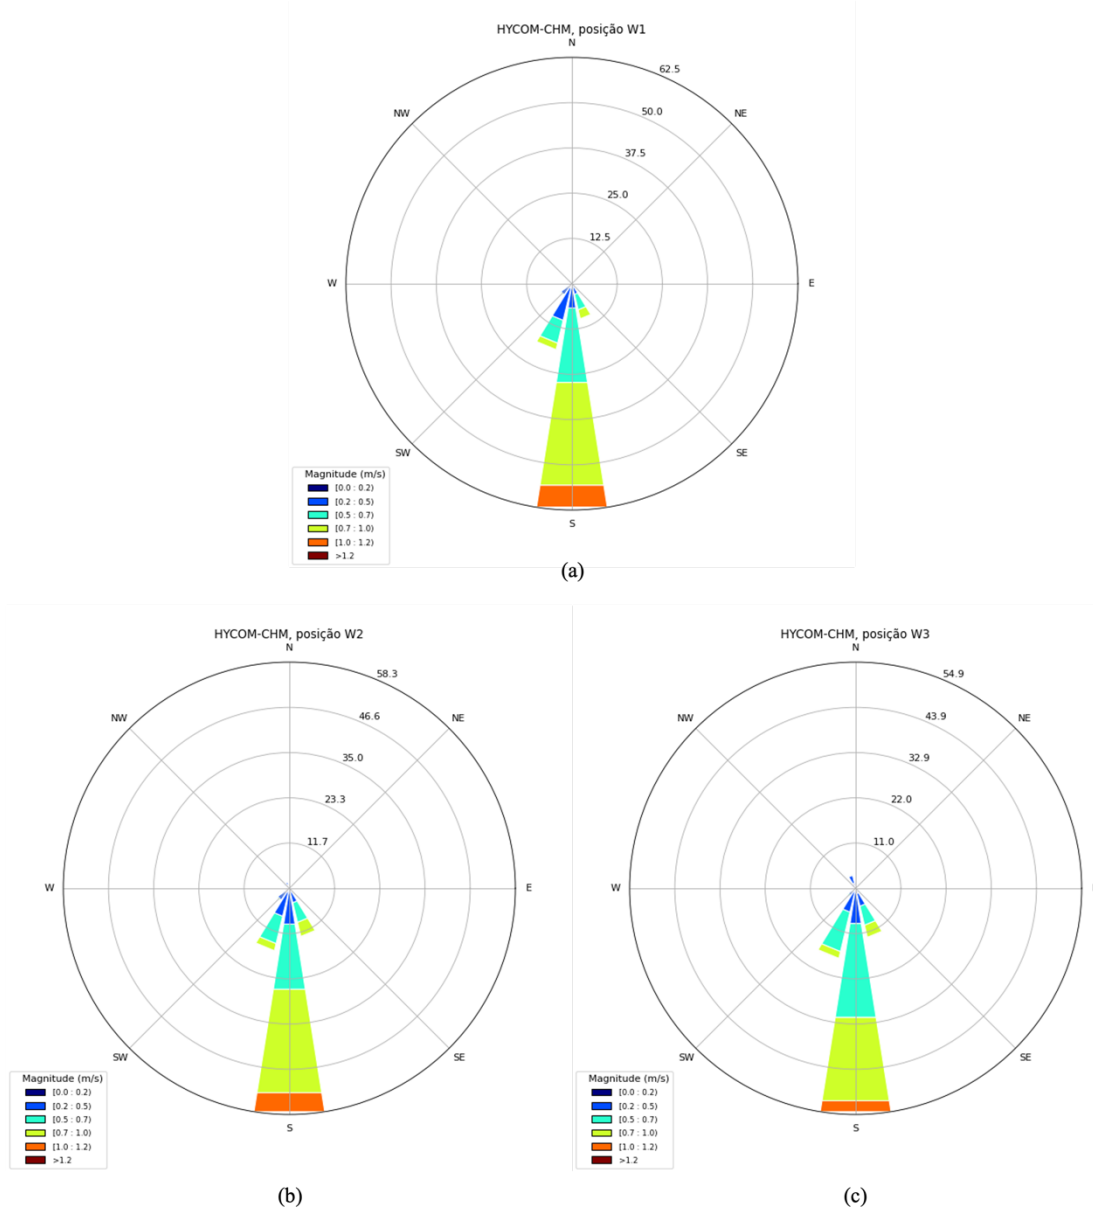 HYCOM-CHM, posição W1
N
62.5
50.0
NW
NE
37.5
25.0
12.5
W
E
SW
SE
Magnitude (m/s)
[0.0 : 0.2)
[0.2 : 0.5)
[0.5 : 0.7)
[0.7 : 1.0)
[1.0 : 1.2)
>1.2
S
(a)
HYCOM-CHM, posição W2
N
58.3
46.6
NW
NE
35.0
23.3
11.7
W
E
SW
SE
Magnitude (m/s)
[0.0 : 0.2)
[0.2 : 0.5)
[0.5 : 0.7)
[0.7 : 1.0)
[1.0 : 1.2)
>1.2
S
(b)
HYCOM-CHM, posição W3
N
54.9
43.9
NW
NE
32.9
22.0
11.0
W
SW
SE
Magnitude (m/s)
[0.0 : 0.2)
[0.2 : 0.5)
[0.5 : 0.7)
[0.7 : 1.0)
[1.0 : 1.2)
>1.2
S
(c)